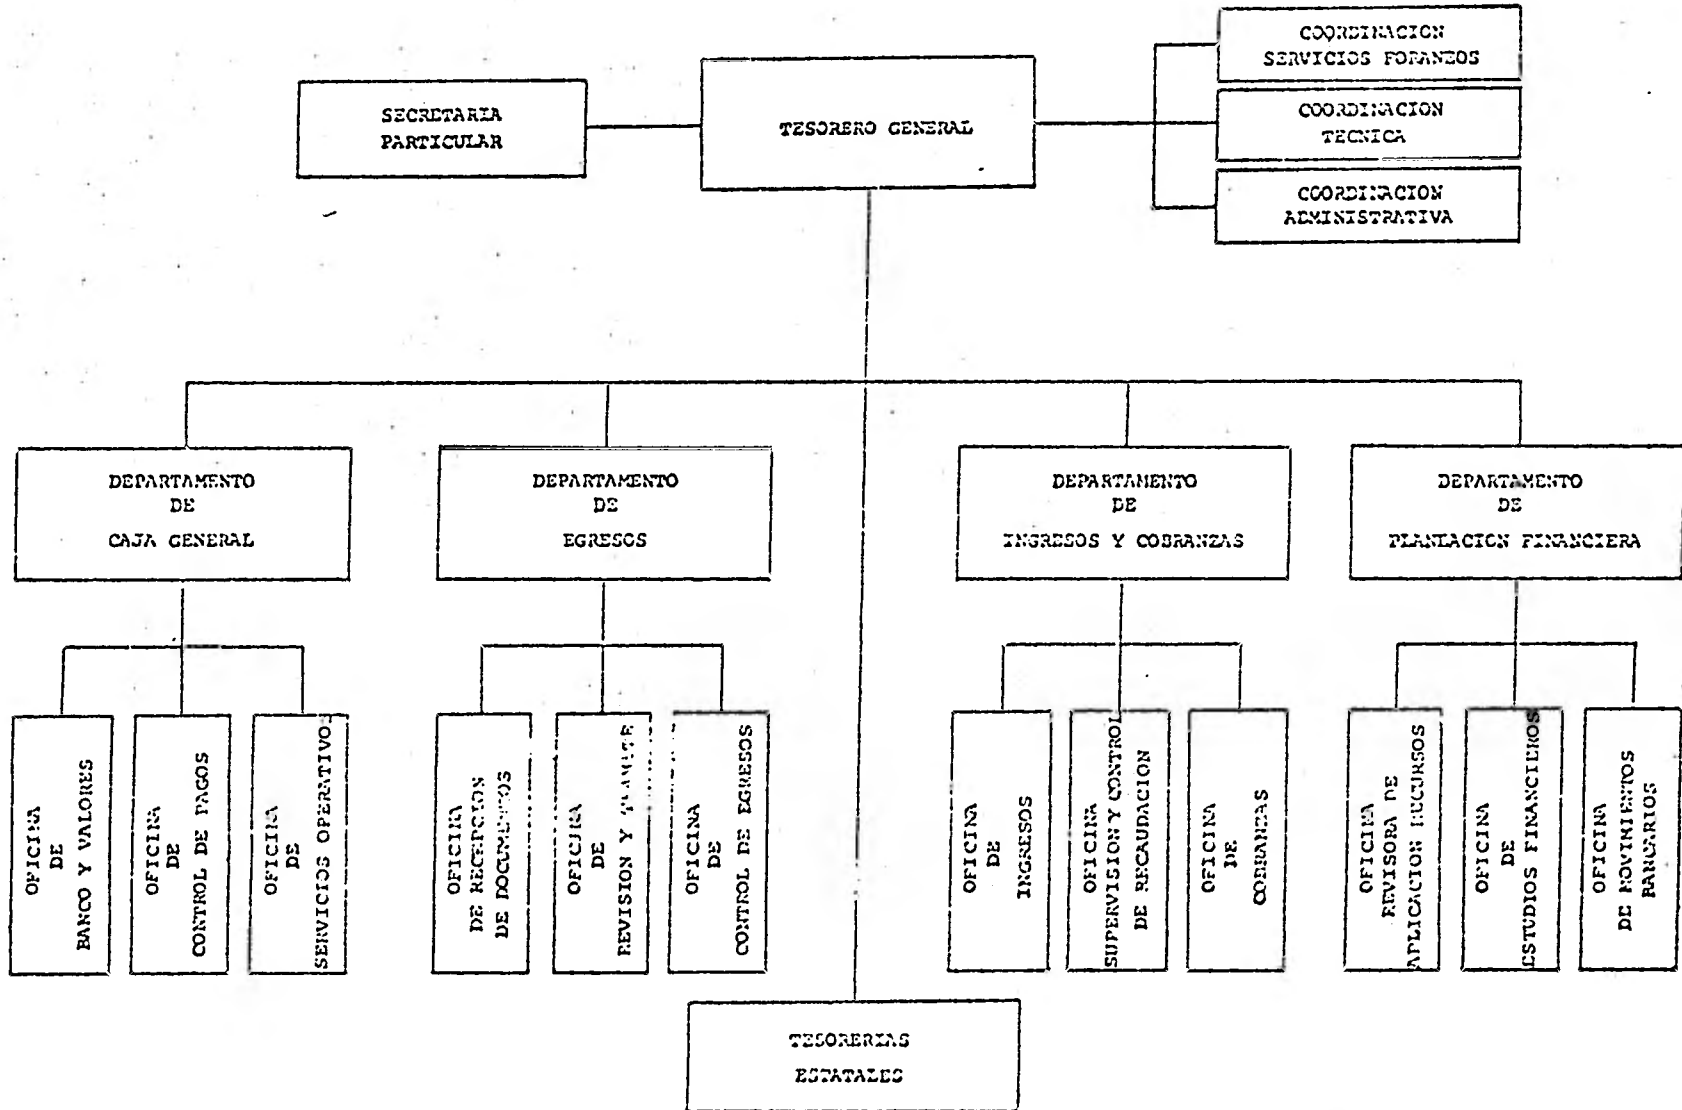 COORDINACION
SERVICIOS FORANEOS
SECRETARIA
PARTICULAR
TESORERO GENERAL
COORDINACION
TECNICA
COORDINACION
ADMINISTRATIVA
DEPARTAMENTO
DE
CAJA GENERAL
DEPARTAMENTO
DE
EGRESOS
DEPARTAMENTO
DE
INGRESOS Y COBRANZAS
DEPARTAMENTO
DE
PLANEACION FINANCIERA
OFICINA
DE
BANCO Y VALORES
OFICINA
DE
CONTROL DE PAGOS
OFICINA
DE
SERVICIOS OPERATIVOS
OFICINA
DE RECEPCION
DE DOCUMENTOS
OFICINA
DE
REVISION Y TRAMITE
OFICINA
DE
CONTROL DE EGRESOS
OFICINA
DE
INGRESOS
OFICINA
SUPERVISION Y CONTROL
DE RECAUDACION
OFICINA
DE
COBRANZAS
OFICINA
REVISORA DE
APLICACION RECURSOS
OFICINA
DE
ESTUDIOS FINANCIEROS
OFICINA
DE MOVIMIENTOS
BANCARIOS
TESORERIAS
ESTATALES